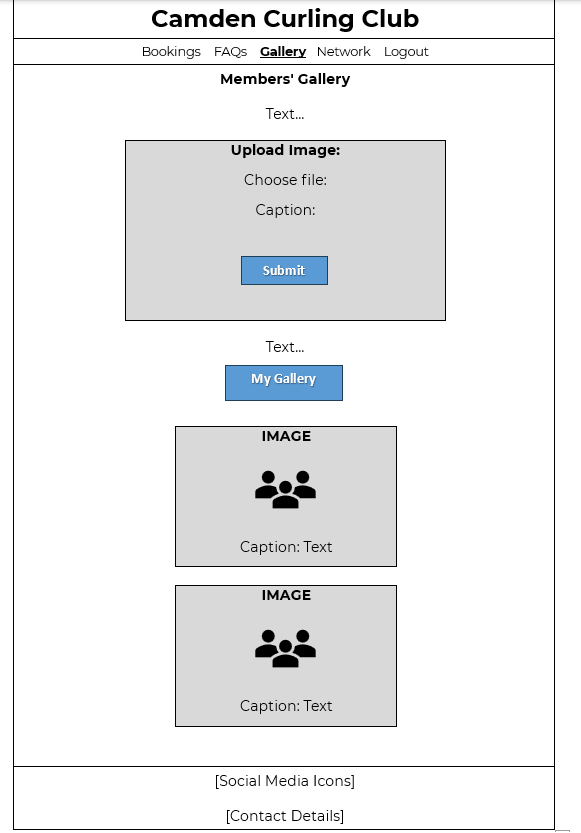 Camden Curling Club
Bookings FAQs Gallery Network Logout
Members' Gallery
Text...
Upload Image:
Choose file:
Caption:
Submit
Text...
My Gallery
IMAGE
Caption: Text
IMAGE
Caption: Text
[Social Media Icons]
[Contact Details]